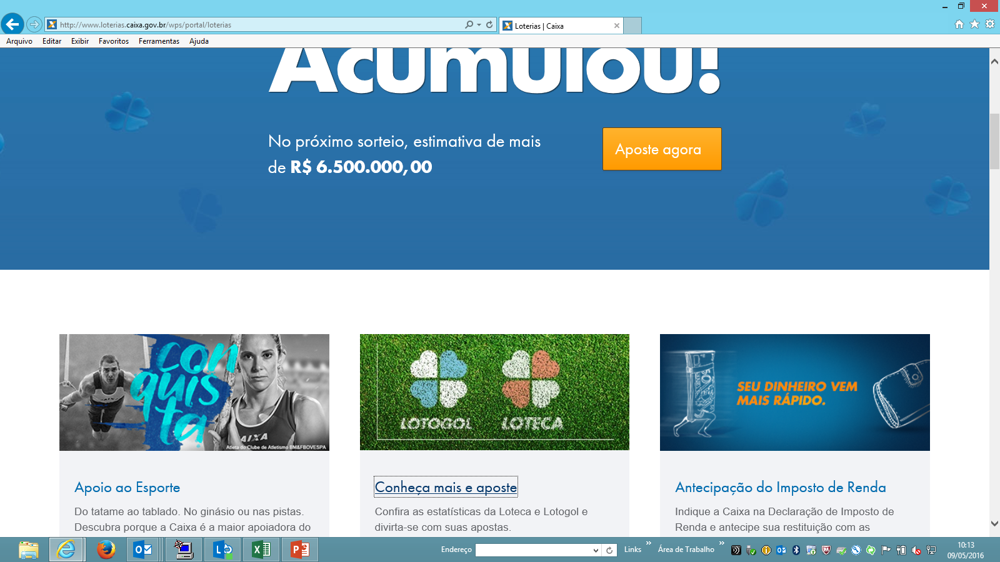 http://www.loterias.caixa.gov.br/wps/portal/loterias
Loterias | Caixa
Arquivo Editar Exibir Favoritos Ferramentas Ajuda
Acumulou!
No próximo sorteio, estimativa de mais
de R$ 6.500.000,00
Aposte agora
conquista
CAIXA
Atleta do Clube de Atletismo BM&FBOVESPA
LOTOGOL LOTECA
SEU DINHEIRO VEM
MAIS RÁPIDO.
Apoio ao Esporte
Do tatame ao tablado. No ginásio ou nas pistas.
Descubra porque a Caixa é a maior apoiadora do
Conheça mais e aposte
Confira as estatísticas da Loteca e Lotogol e
divirta-se com suas apostas.
Antecipação do Imposto de Renda
Indique a Caixa na Declaração de Imposto de
Renda e antecipe sua restituição com as
Endereço
Links
Área de Trabalho
10:13
09/05/2016